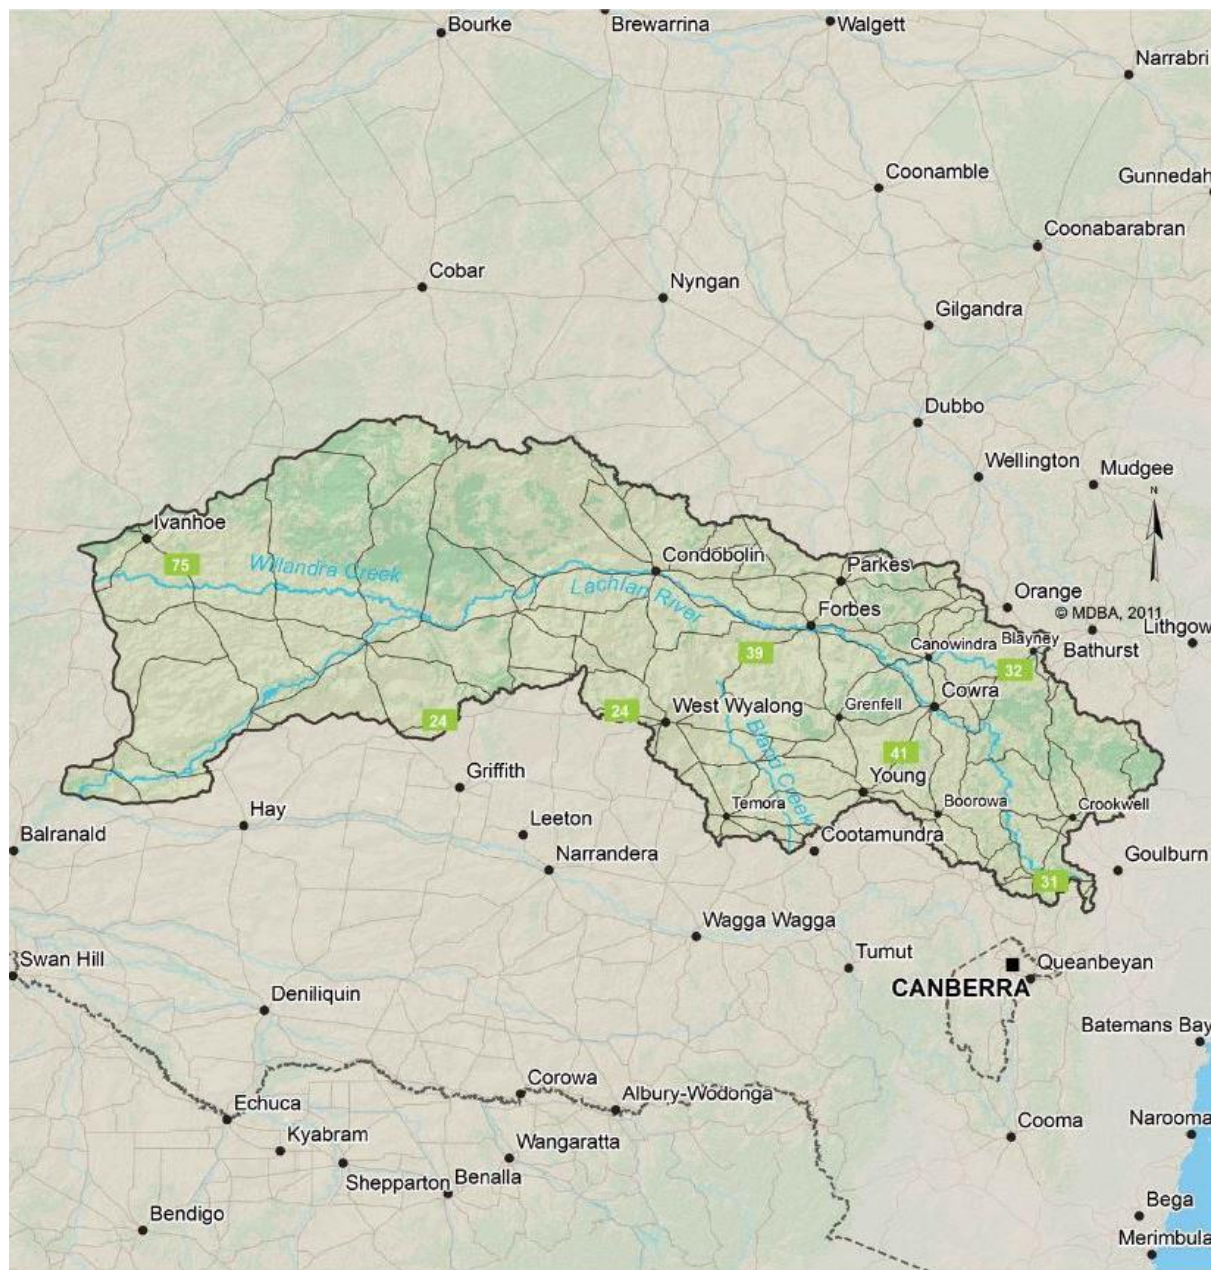 Bourke
Brewarrina
Walgett
Narrabri
Coonamble
Gunnedah
Coonabarabran
Cobar
Nyngan
Gilgandra
Dubbo
Wellington
Mudgee
N
Ivanhoe
75
Willandra Creek
Condobolin
Lachlan River
Parkes
Orange
Forbes
© MDBA, 2011
Lithgow
Canowindra
Blayney
Bathurst
39
32
Cowra
24
24
West Wyalong
Grenfell
Bland Creek
41
Griffith
Young
Hay
Temora
Boorowa
Crookwell
Leeton
Balranald
Cootamundra
Narrandera
Goulburn
31
Wagga Wagga
Tumut
Swan Hill
Queanbeyan
CANBERRA
Deniliquin
Batemans Bay
Corowa
Albury-Wodonga
Echuca
Cooma
Narooma
Kyabram
Wangaratta
Shepparton
Benalla
Bega
Bendigo
Merimbula